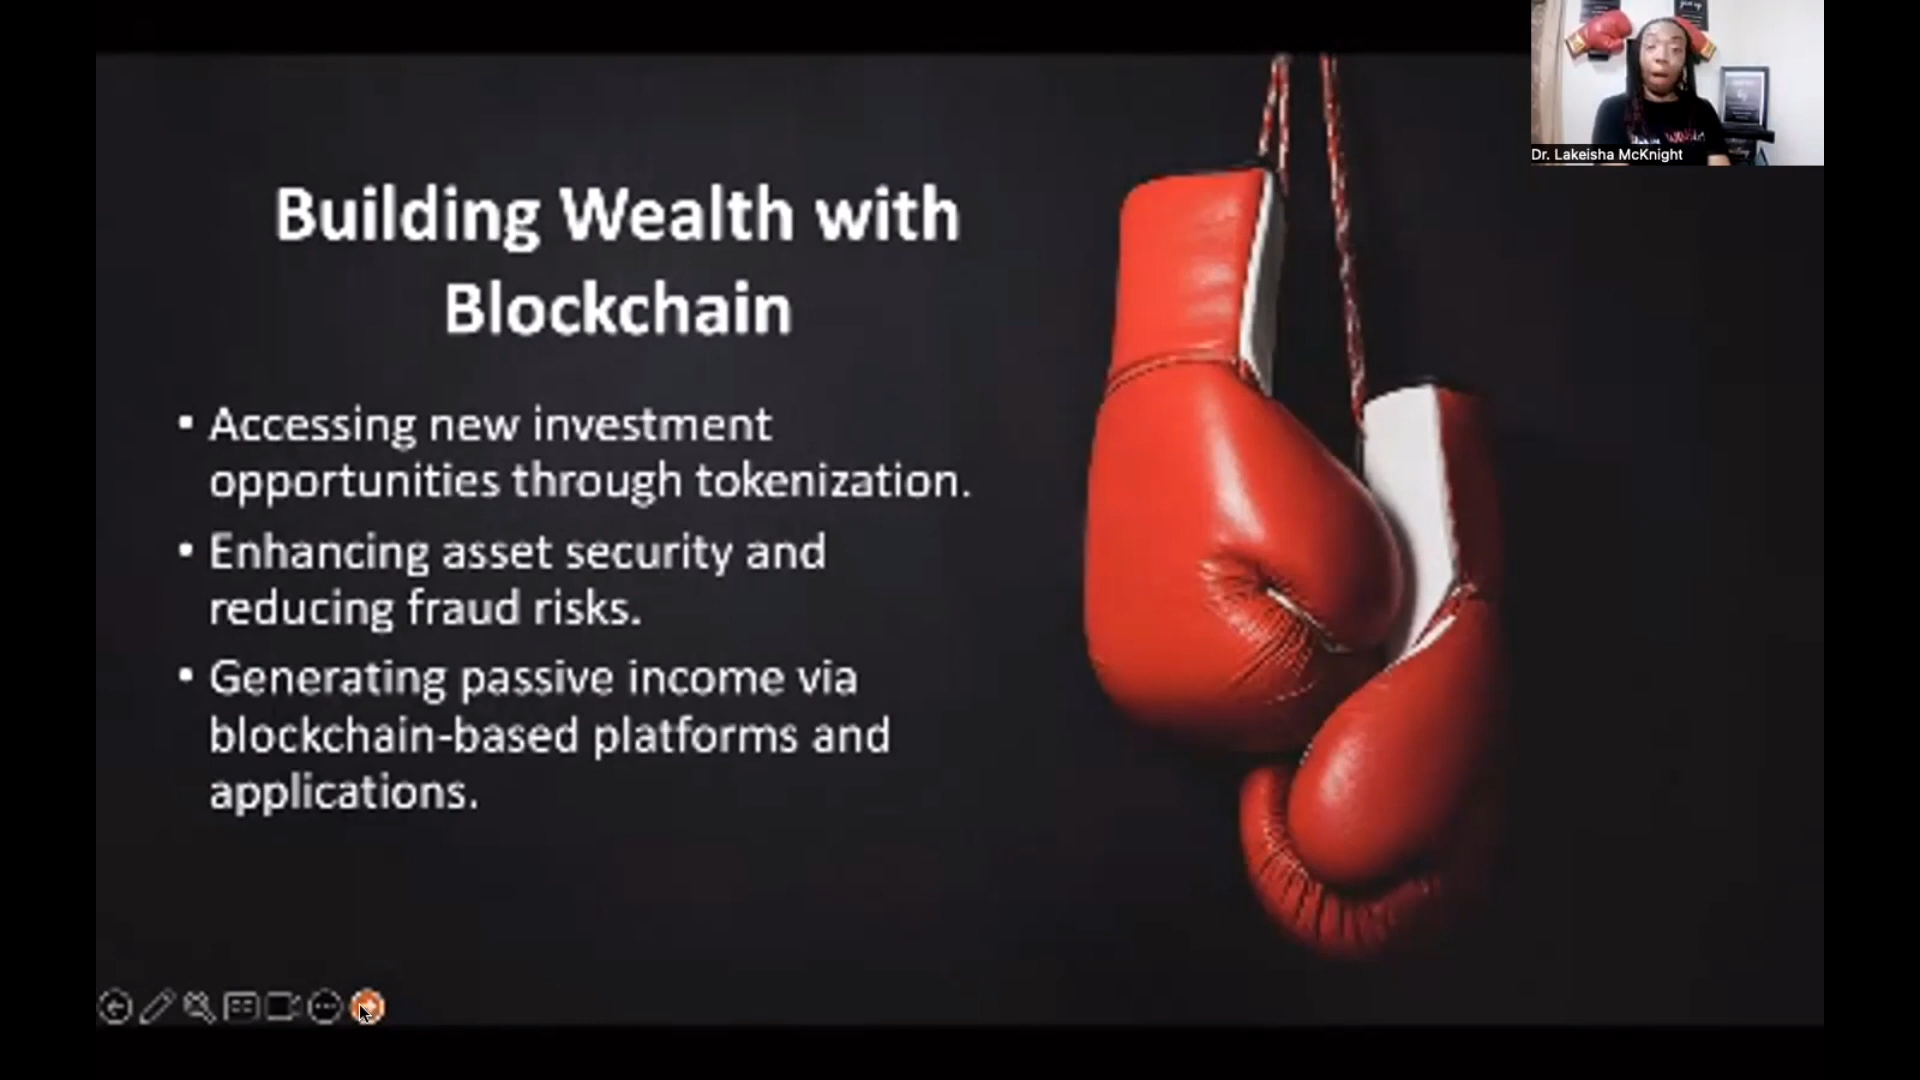 Building Wealth with
Blockchain
▪ Accessing new investment
opportunities through tokenization.
▪ Enhancing asset security and
reducing fraud risks.
▪ Generating passive income via
blockchain-based platforms and
applications.
Dr. Lakeisha McKnight